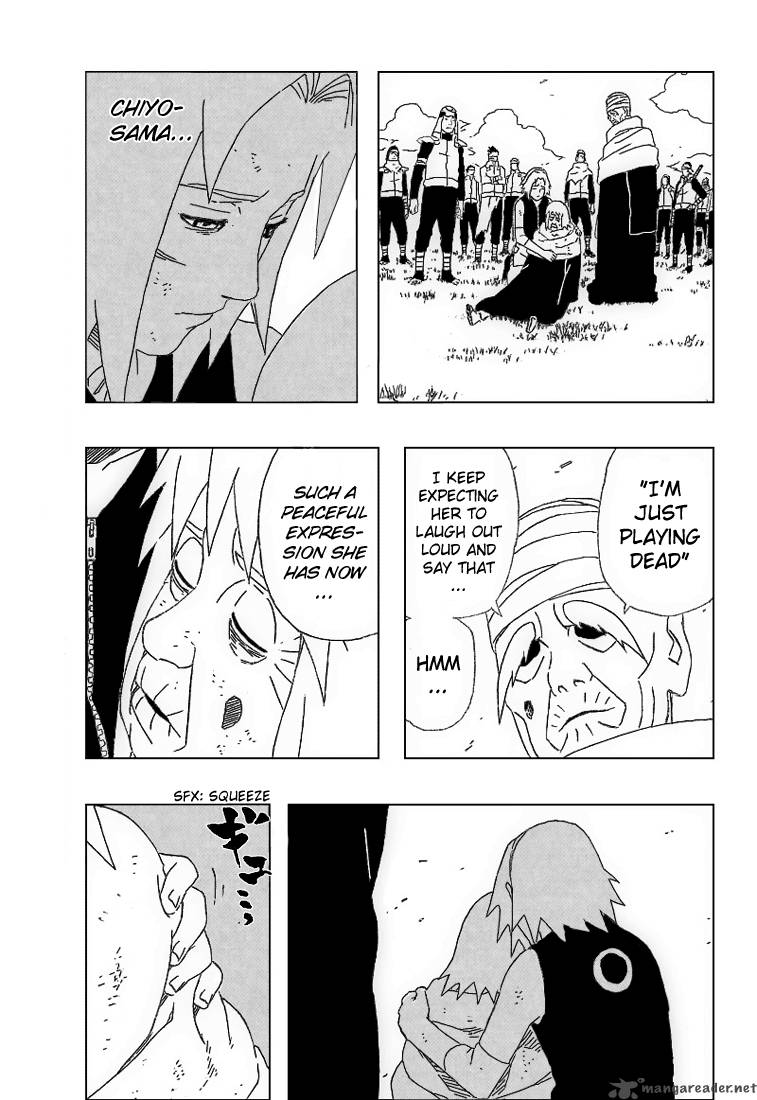 "I'M
JUST
PLAYING
DEAD"
I KEEP
EXPECTING
HER TO
LAUGH OUT
LOUD AND
SAY THAT
...
HMM
...
SUCH A
PEACEFUL
EXPRES-
SION SHE
HAS NOW
...
CHIYO-
SAMA...
SFX: SQUEEZE
ギュ…
mangareader.net